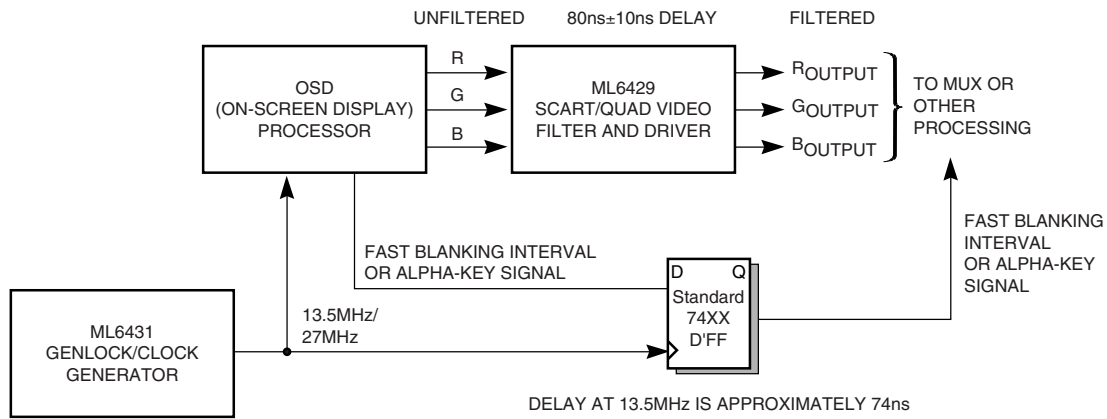 UNFILTERED
80ns±10ns DELAY
FILTERED
OSD
(ON-SCREEN DISPLAY)
PROCESSOR
R
G
B
ML6429
SCART/QUAD VIDEO
FILTER AND DRIVER
ROUTPUT
GOUTPUT
BOUTPUT
TO MUX OR
OTHER
PROCESSING
FAST BLANKING INTERVAL
OR ALPHA-KEY SIGNAL
FAST BLANKING
INTERVAL
OR ALPHA-KEY
SIGNAL
D Q
Standard
74XX
D'FF
13.5MHz/
27MHz
ML6431
GENLOCK/CLOCK
GENERATOR
DELAY AT 13.5MHz IS APPROXIMATELY 74ns